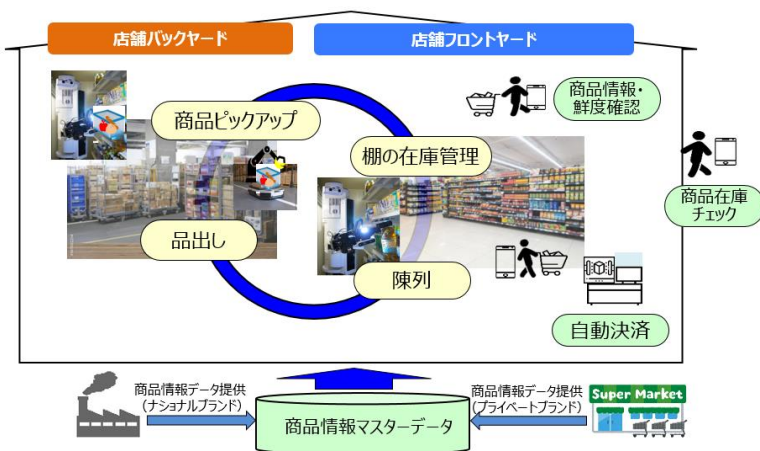 店舗バックヤード
店舗フロントヤード
商品ピックアップ
商品情報・
鮮度確認
棚の在庫管理
商品在庫
チェック
品出し
陳列
自動決済
商品情報データ提供
(ナショナルブランド)
商品情報マスターデータ
商品情報データ提供
(プライベートブランド)
Super Market